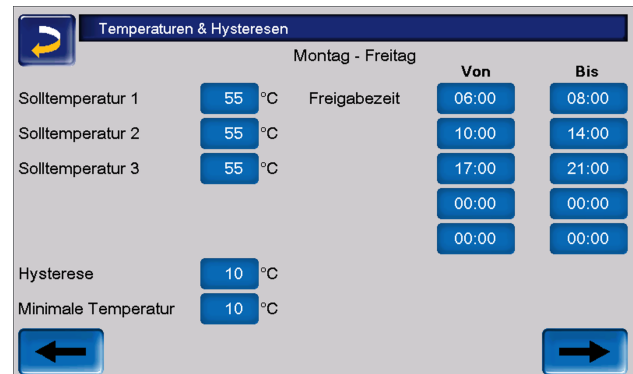 Temperaturen & Hysteresen
Montag - Freitag
Von Bis
Solltemperatur 1 55 °C Freigabezeit 06:00 08:00
Solltemperatur 2 55 °C 10:00 14:00
Solltemperatur 3 55 °C 17:00 21:00
00:00 00:00
00:00 00:00
Hysterese 10 °C
Minimale Temperatur 10 °C